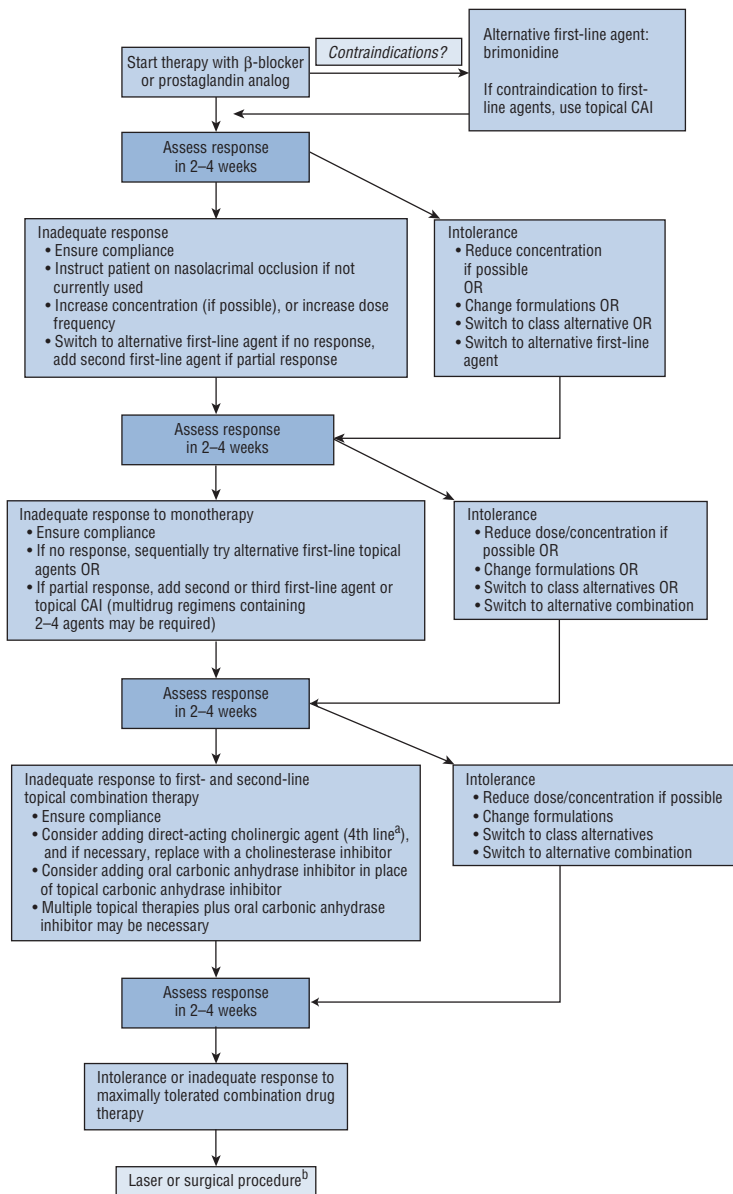 Start therapy with β-blocker
or prostaglandin analog
Contraindications?
Alternative first-line agent:
brimonidine
If contraindication to first-
line agents, use topical CAI
Assess response
in 2–4 weeks
Inadequate response
• Ensure compliance
• Instruct patient on nasolacrimal occlusion if not
currently used
• Increase concentration (if possible), or increase dose
frequency
• Switch to alternative first-line agent if no response,
add second first-line agent if partial response
Intolerance
• Reduce concentration
if possible
OR
• Change formulations OR
• Switch to class alternative OR
• Switch to alternative first-line
agent
Assess response
in 2–4 weeks
Inadequate response to monotherapy
• Ensure compliance
• If no response, sequentially try alternative first-line topical
agents OR
• If partial response, add second or third first-line agent or
topical CAI (multidrug regimens containing
2–4 agents may be required)
Intolerance
• Reduce dose/concentration if
possible OR
• Change formulations OR
• Switch to class alternatives OR
• Switch to alternative combination
Assess response
in 2–4 weeks
Inadequate response to first- and second-line
topical combination therapy
• Ensure compliance
• Consider adding direct-acting cholinergic agent (4th lineᵃ),
and if necessary, replace with a cholinesterase inhibitor
• Consider adding oral carbonic anhydrase inhibitor in place
of topical carbonic anhydrase inhibitor
• Multiple topical therapies plus oral carbonic anhydrase
inhibitor may be necessary
Intolerance
• Reduce dose/concentration if possible
• Change formulations
• Switch to class alternatives
• Switch to alternative combination
Assess response
in 2–4 weeks
Intolerance or inadequate response to
maximally tolerated combination drug
therapy
Laser or surgical procedureᵇ